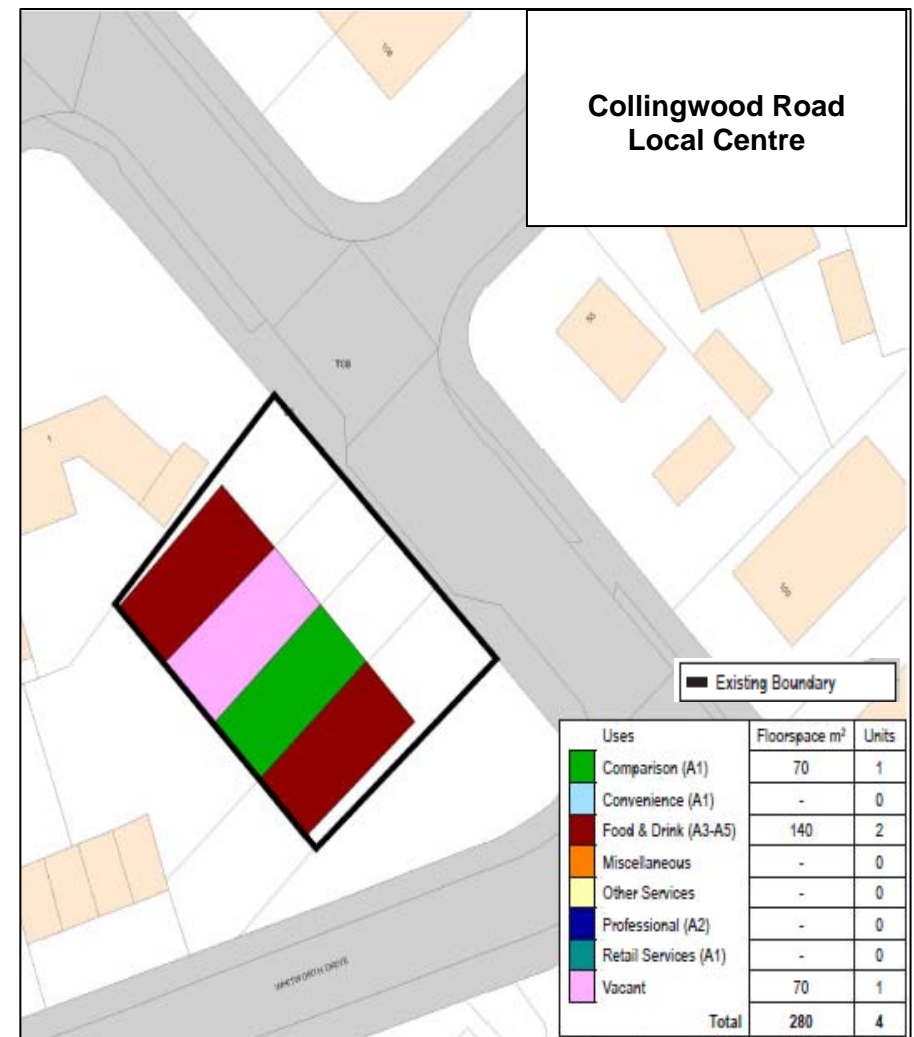 Collingwood Road
Local Centre
Existing Boundary
Uses Floorspace m² Units
Comparison (A1) 70 1
Convenience (A1) - 0
Food & Drink (A3-A5) 140 2
Miscellaneous - 0
Other Services - 0
Professional (A2) - 0
Retail Services (A1) - 0
Vacant 70 1
Total 280 4
WHITWORTH DRIVE